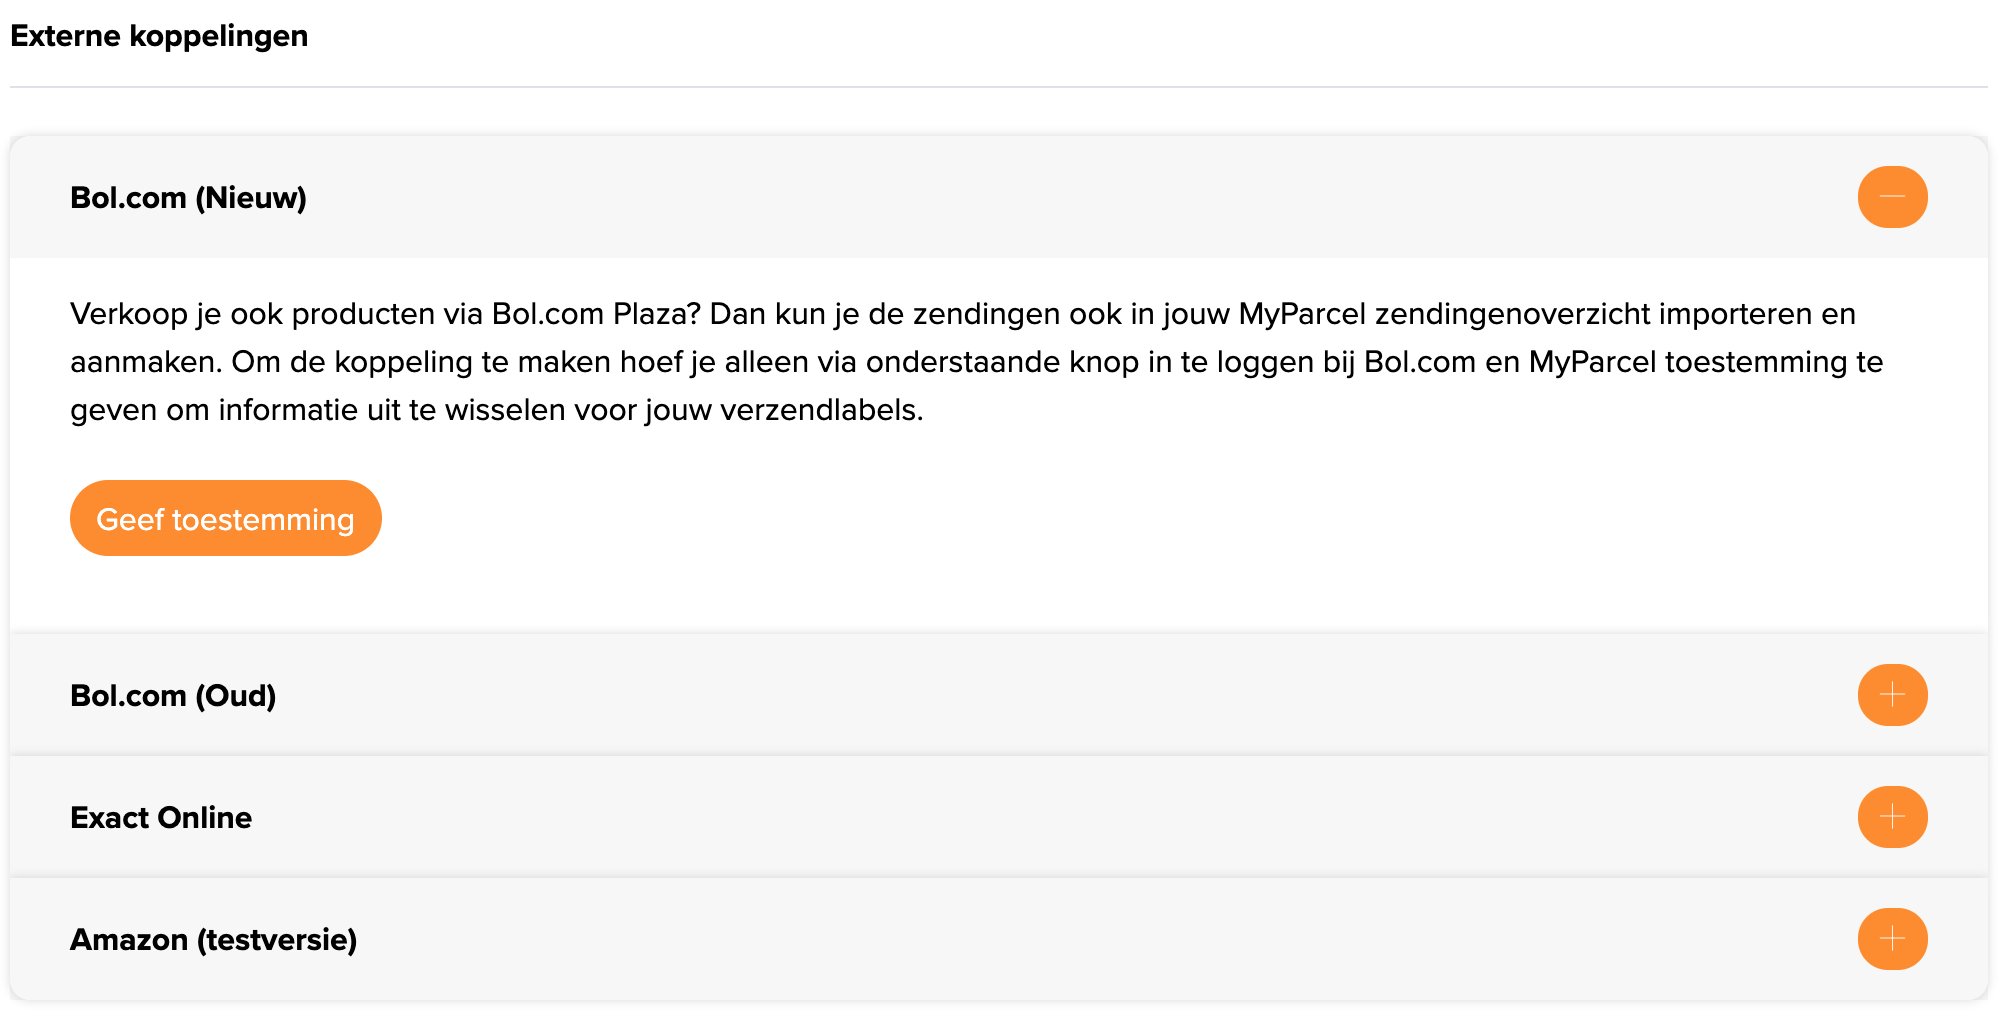 Externe koppelingen
Bol.com (Nieuw)
Verkoop je ook producten via Bol.com Plaza? Dan kun je de zendingen ook in jouw MyParcel zendingenoverzicht importeren en
aanmaken. Om de koppeling te maken hoef je alleen via onderstaande knop in te loggen bij Bol.com en MyParcel toestemming te
geven om informatie uit te wisselen voor jouw verzendlabels.
Geef toestemming
Bol.com (Oud)
Exact Online
Amazon (testversie)